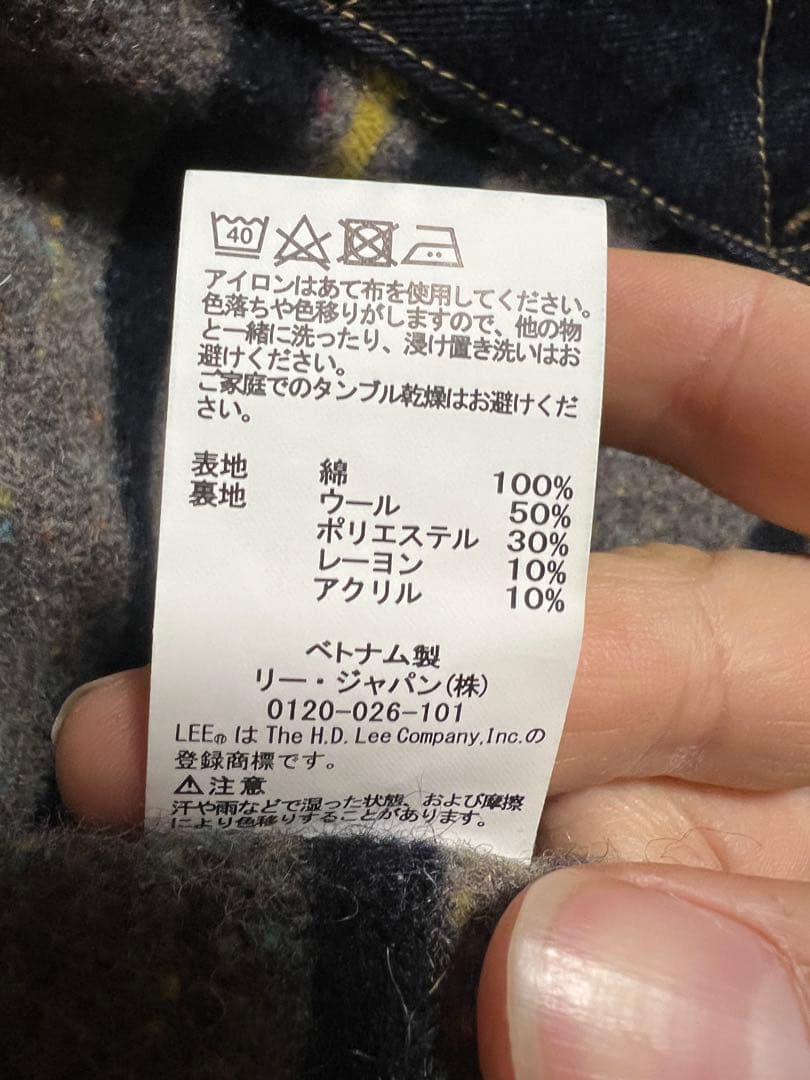 40
アイロンはあて布を使用してください。
色落ちや色移りがしますので、他の物
と一緒に洗ったり、浸け置き洗いはお
避けください。
ご家庭でのタンブル乾燥はお避けくだ
さい。
表地 綿 100%
裏地 ウール 50%
ポリエステル 30%
レーヨン 10%
アクリル 10%
ベトナム製
リー・ジャパン(株)
0120-026-101
LEE®は The H.D. Lee Company,Inc.の
登録商標です。
⚠注意
汗や雨などで湿った状態、および摩擦
により色移りすることがあります。